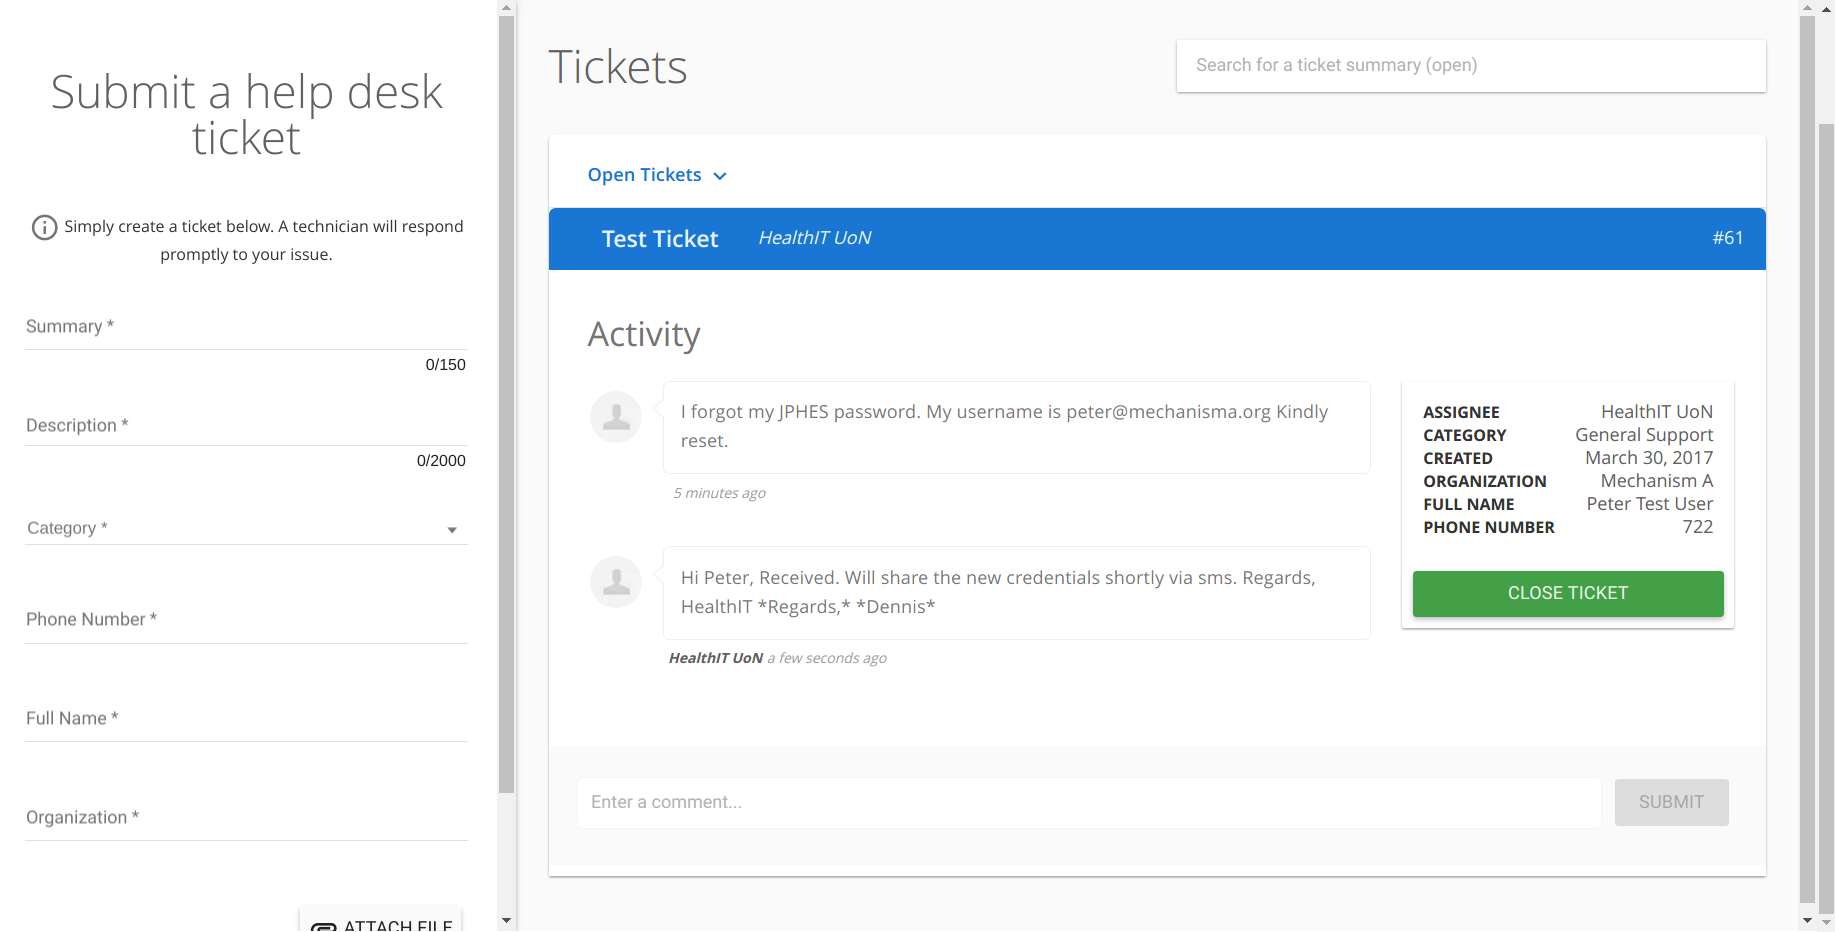 Submit a help desk
ticket
Simply create a ticket below. A technician will respond
promptly to your issue.
Summary *
0/150
Description *
0/2000
Category *
Phone Number *
Full Name *
Organization *
ATTACH FILE
Tickets
Search for a ticket summary (open)
Open Tickets
Test Ticket HealthIT UoN #61
Activity
I forgot my JPHES password. My username is peter@mechanisma.org Kindly
reset.
5 minutes ago
Hi Peter, Received. Will share the new credentials shortly via sms. Regards,
HealthIT *Regards,* *Dennis*
HealthIT UoN a few seconds ago
ASSIGNEE HealthIT UoN
CATEGORY General Support
CREATED March 30, 2017
ORGANIZATION Mechanism A
FULL NAME Peter Test User
PHONE NUMBER 722
CLOSE TICKET
Enter a comment...
SUBMIT